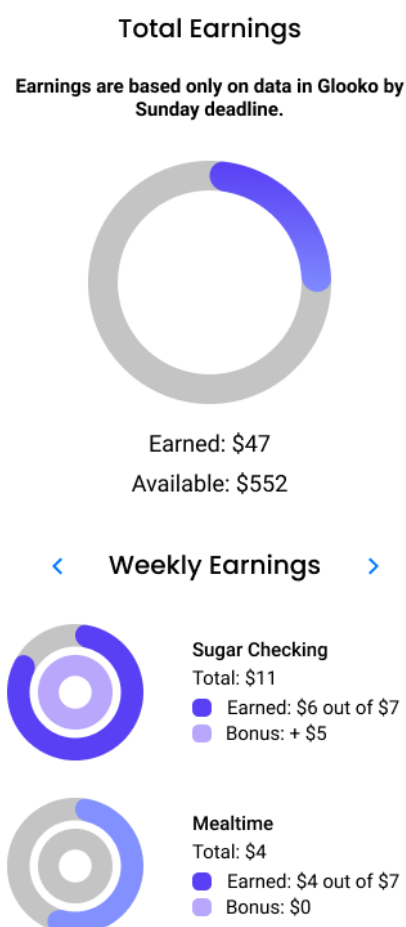 Total Earnings
Earnings are based only on data in Glooko by
Sunday deadline.
Earned: $47
Available: $552
Weekly Earnings
Sugar Checking
Total: $11
Earned: $6 out of $7
Bonus: + $5
Mealtime
Total: $4
Earned: $4 out of $7
Bonus: $0